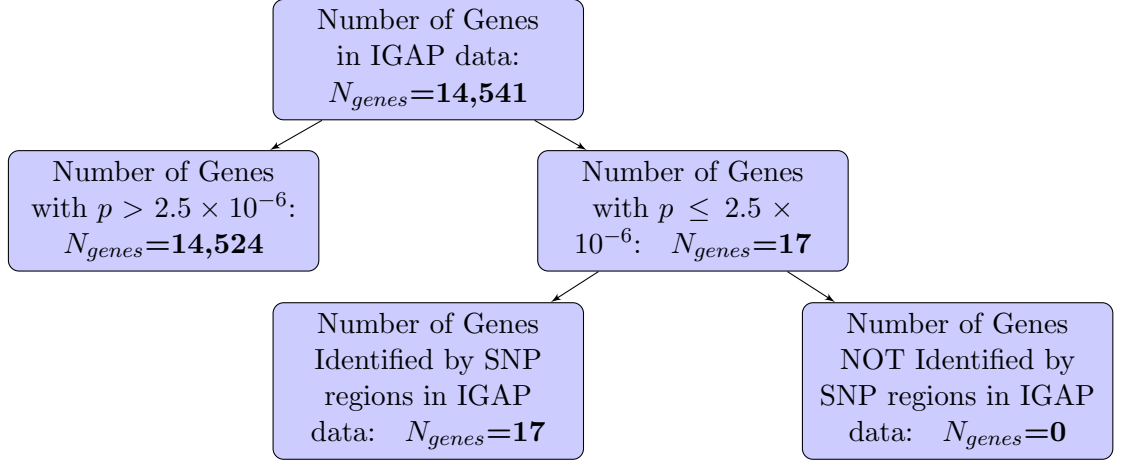 Number of Genes
in IGAP data:
N_genes=14,541
Number of Genes
with p > 2.5 × 10^−6:
N_genes=14,524
Number of Genes
with p ≤ 2.5 ×
10^−6: N_genes=17
Number of Genes
Identified by SNP
regions in IGAP
data: N_genes=17
Number of Genes
NOT Identified by
SNP regions in IGAP
data: N_genes=0